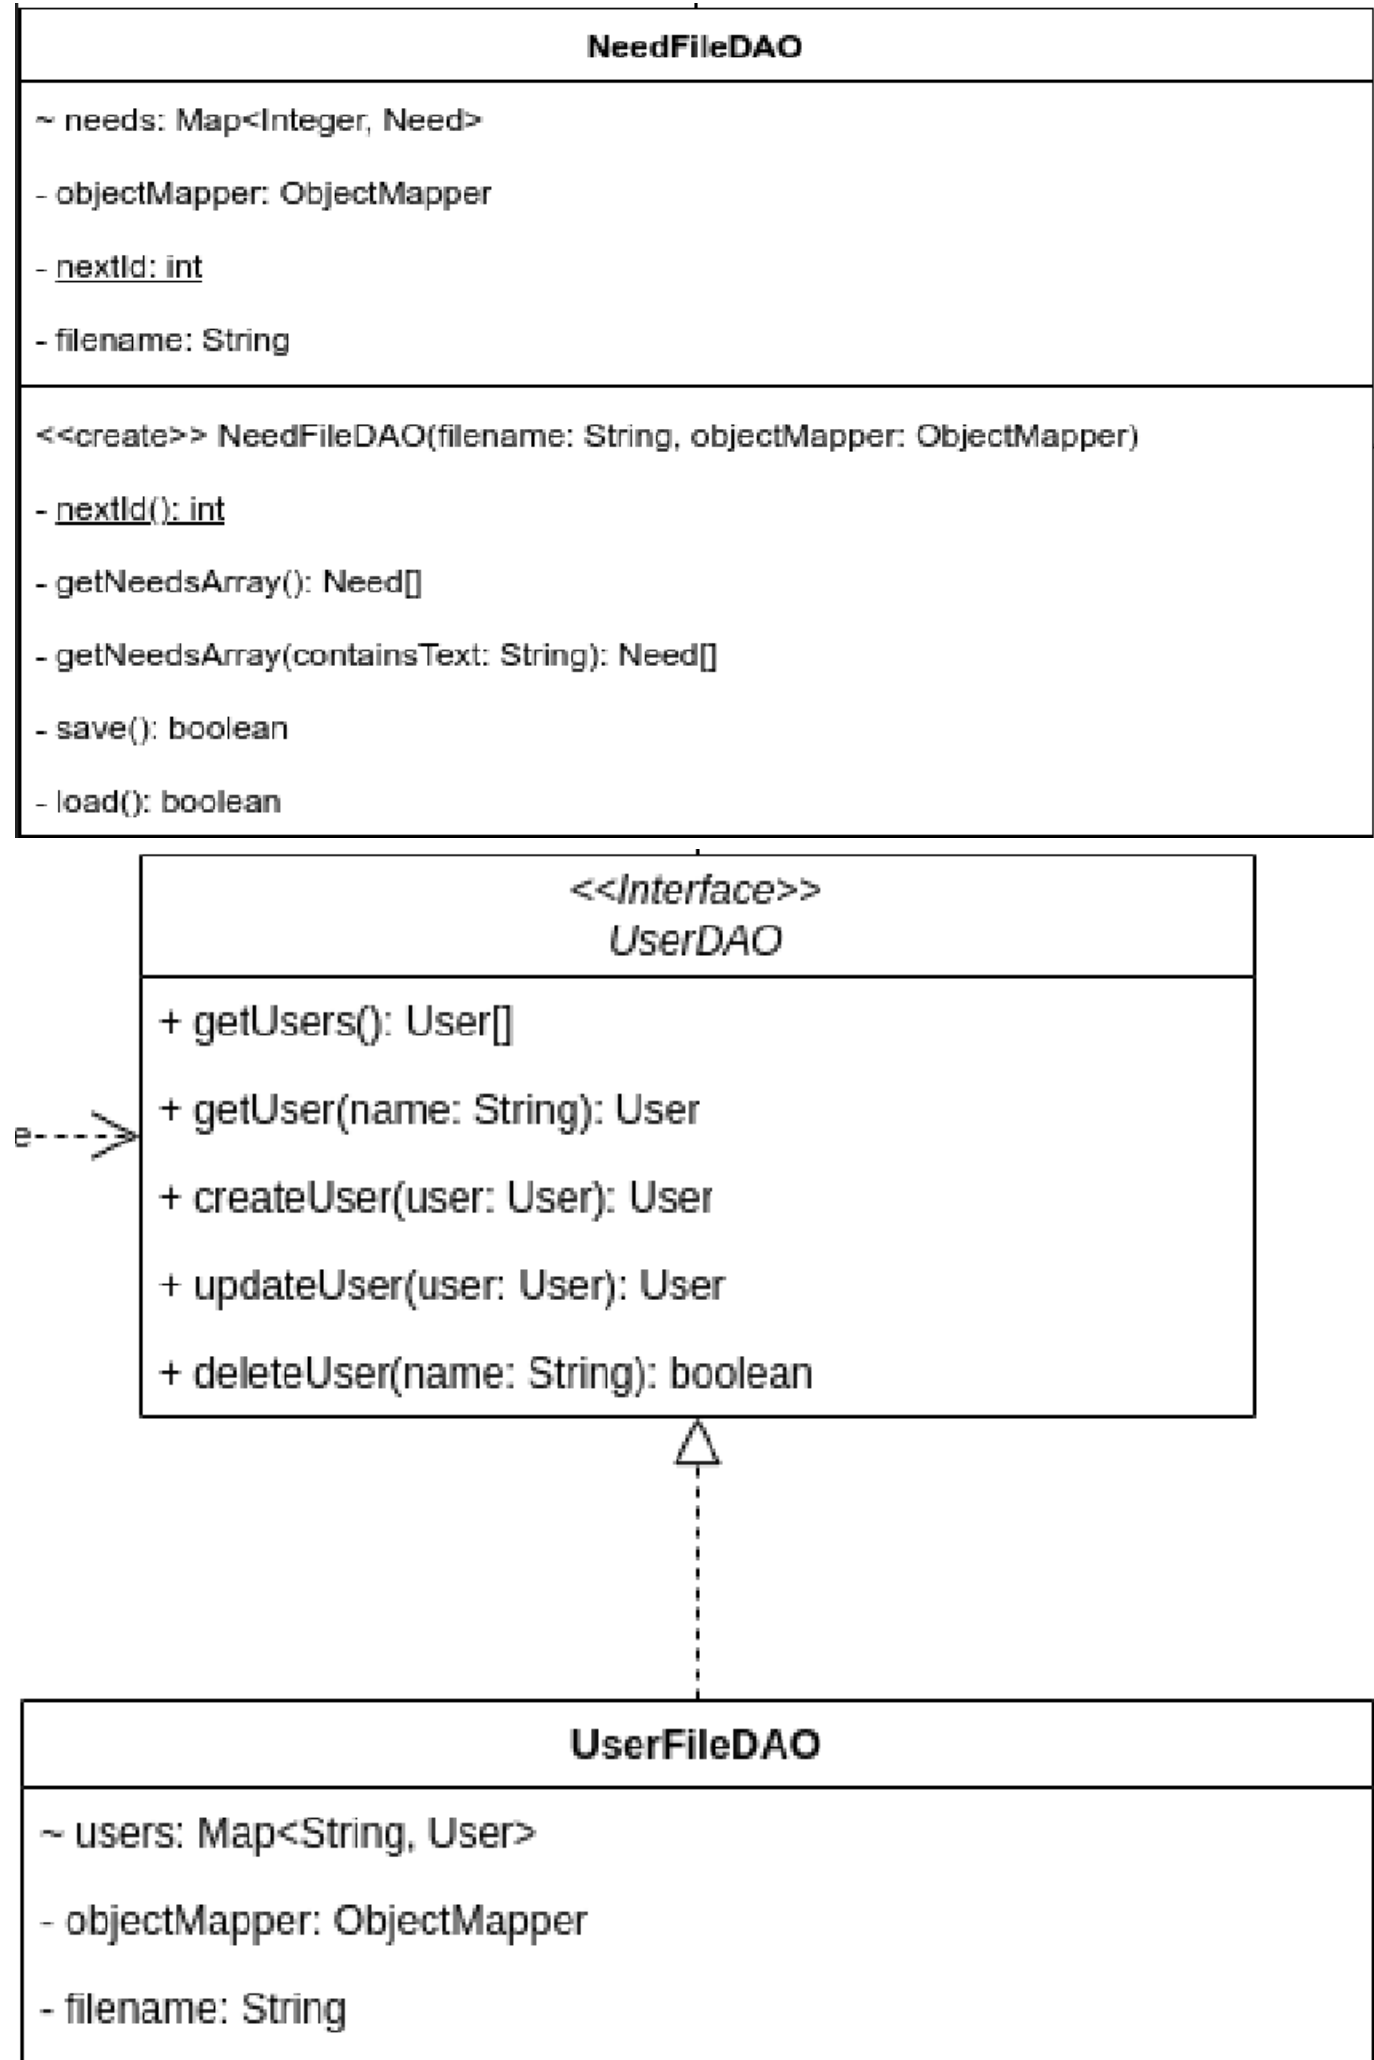 NeedFileDAO
~ needs: Map<Integer, Need>
- objectMapper: ObjectMapper
- nextId: int
- filename: String
<<create>> NeedFileDAO(filename: String, objectMapper: ObjectMapper)
- nextId(): int
- getNeedsArray(): Need[]
- getNeedsArray(containsText: String): Need[]
- save(): boolean
- load(): boolean
<<Interface>>
UserDAO
+ getUsers(): User[]
+ getUser(name: String): User
e
+ createUser(user: User): User
+ updateUser(user: User): User
+ deleteUser(name: String): boolean
UserFileDAO
~ users: Map<String, User>
- objectMapper: ObjectMapper
- filename: String